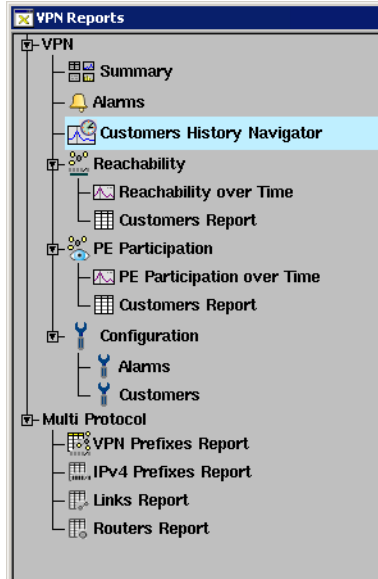 VPN Reports
VPN
Summary
Alarms
Customers History Navigator
Reachability
Reachability over Time
Customers Report
PE Participation
PE Participation over Time
Customers Report
Configuration
Alarms
Customers
Multi Protocol
VPN Prefixes Report
IPv4 Prefixes Report
Links Report
Routers Report